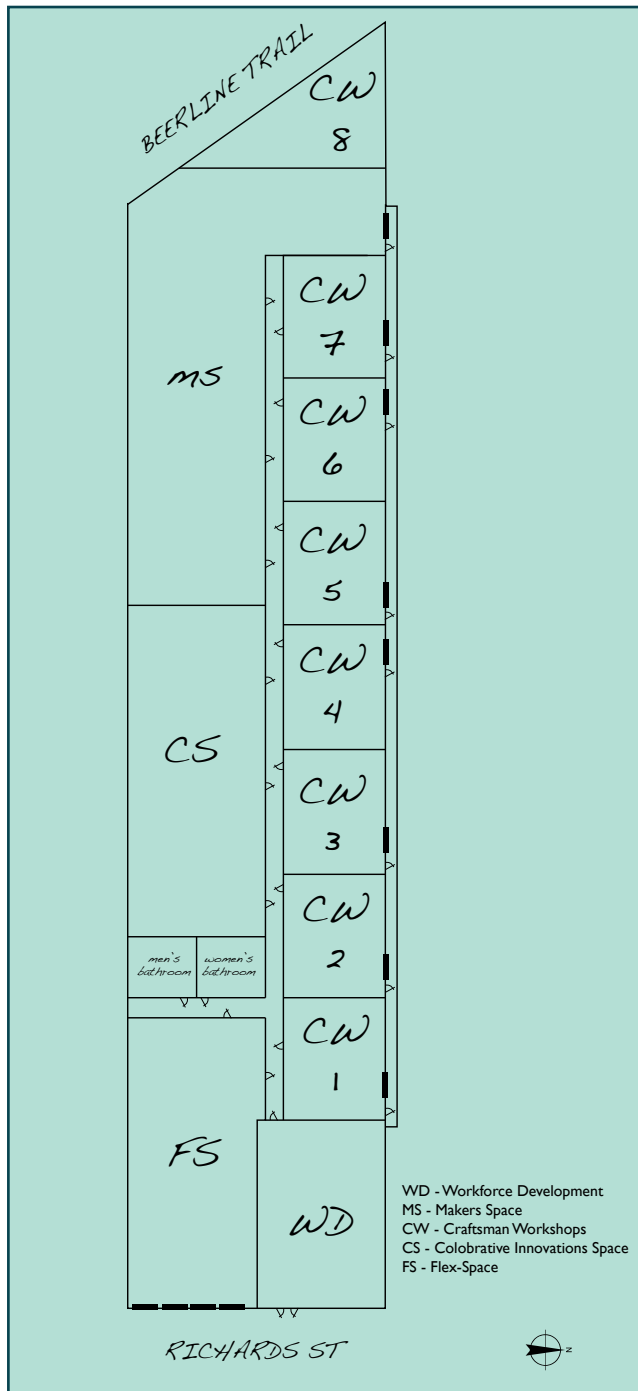 BEERLINE TRAIL
CW
8
CW
7
MS
CW
6
CW
5
CW
4
CS
CW
3
CW
2
men's
bathroom
women's
bathroom
CW
1
FS
WD
WD - Workforce Development
MS - Makers Space
CW - Craftsman Workshops
CS - Colobrative Innovations Space
FS - Flex-Space
RICHARDS ST
N